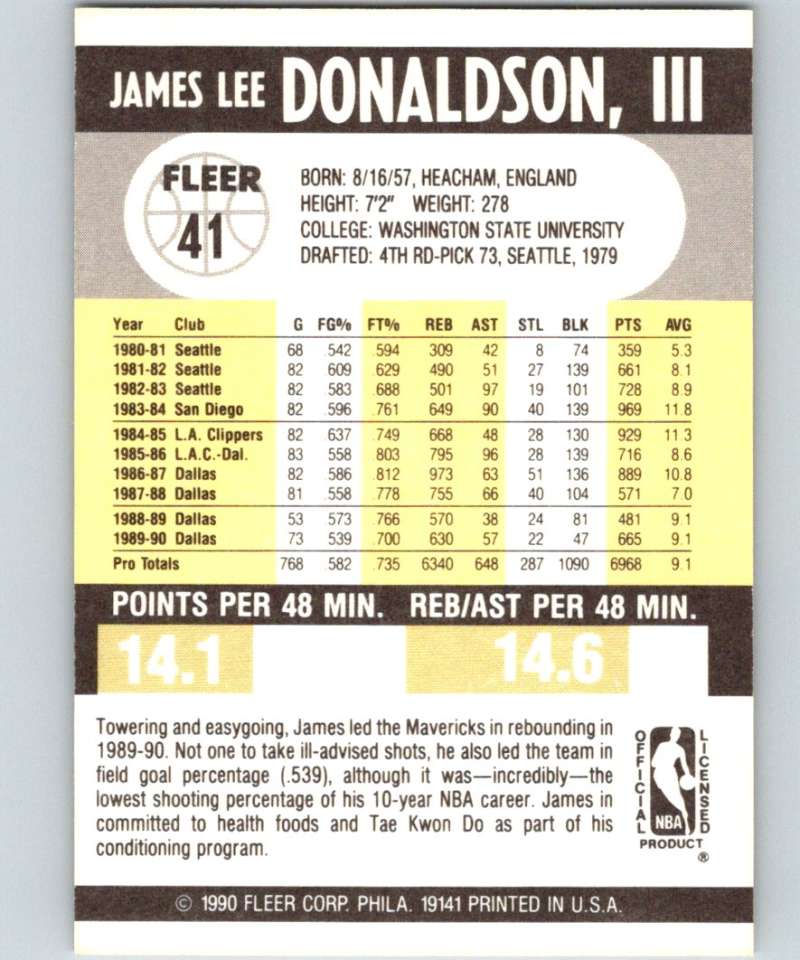 JAMES LEE DONALDSON, III
FLEER
41
BORN: 8/16/57, HEACHAM, ENGLAND
HEIGHT: 7'2" WEIGHT: 278
COLLEGE: WASHINGTON STATE UNIVERSITY
DRAFTED: 4TH RD-PICK 73, SEATTLE, 1979
Year Club G FG% FT% REB AST STL BLK PTS AVG
1980-81 Seattle 68 .542 .594 309 42 8 74 359 5.3
1981-82 Seattle 82 .609 .629 490 51 27 139 661 8.1
1982-83 Seattle 82 .583 .688 501 97 19 101 728 8.9
1983-84 San Diego 82 .596 .761 649 90 40 139 969 11.8
1984-85 L.A. Clippers 82 .637 .749 668 48 28 130 929 11.3
1985-86 L.A.C.-Dal. 83 .558 .803 795 96 28 139 716 8.6
1986-87 Dallas 82 .586 .812 973 63 51 136 889 10.8
1987-88 Dallas 81 .558 .778 755 66 40 104 571 7.0
1988-89 Dallas 53 .573 .766 570 38 24 81 481 9.1
1989-90 Dallas 73 .539 .700 630 57 22 47 665 9.1
Pro Totals 768 .582 .735 6340 648 287 1090 6968 9.1
POINTS PER 48 MIN. REB/AST PER 48 MIN.
14.1 14.6
Towering and easygoing, James led the Mavericks in rebounding in
1989-90. Not one to take ill-advised shots, he also led the team in
field goal percentage (.539), although it was—incredibly—the
lowest shooting percentage of his 10-year NBA career. James in
committed to health foods and Tae Kwon Do as part of his
conditioning program.
OFFICIAL LICENSED
NBA
PRODUCT
®
© 1990 FLEER CORP. PHILA. 19141 PRINTED IN U.S.A.